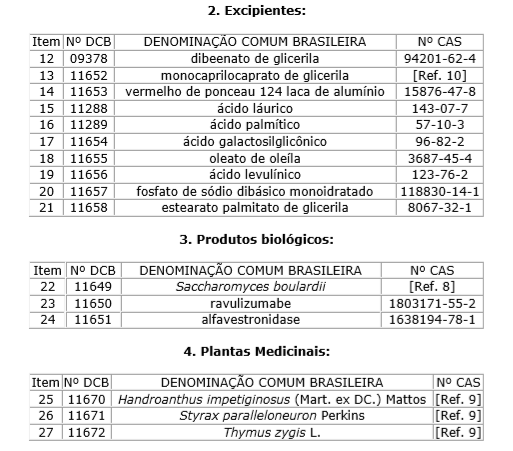 2. Excipientes:
Item Nº DCB DENOMINAÇÃO COMUM BRASILEIRA Nº CAS
12 09378 dibeenato de glicerila 94201-62-4
13 11652 monocaprilocaprato de glicerila [Ref. 10]
14 11653 vermelho de ponceau 124 laca de alumínio 15876-47-8
15 11288 ácido láurico 143-07-7
16 11289 ácido palmítico 57-10-3
17 11654 ácido galactosilglicônico 96-82-2
18 11655 oleato de oleíla 3687-45-4
19 11656 ácido levulínico 123-76-2
20 11657 fosfato de sódio dibásico monoidratado 118830-14-1
21 11658 estearato palmitato de glicerila 8067-32-1
3. Produtos biológicos:
Item Nº DCB DENOMINAÇÃO COMUM BRASILEIRA Nº CAS
22 11649 Saccharomyces boulardii [Ref. 8]
23 11650 ravulizumabe 1803171-55-2
24 11651 alfavestronidase 1638194-78-1
4. Plantas Medicinais:
Item Nº DCB DENOMINAÇÃO COMUM BRASILEIRA Nº CAS
25 11670 Handroanthus impetiginosus (Mart. ex DC.) Mattos [Ref. 9]
26 11671 Styrax paralleloneuron Perkins [Ref. 9]
27 11672 Thymus zygis L. [Ref. 9]